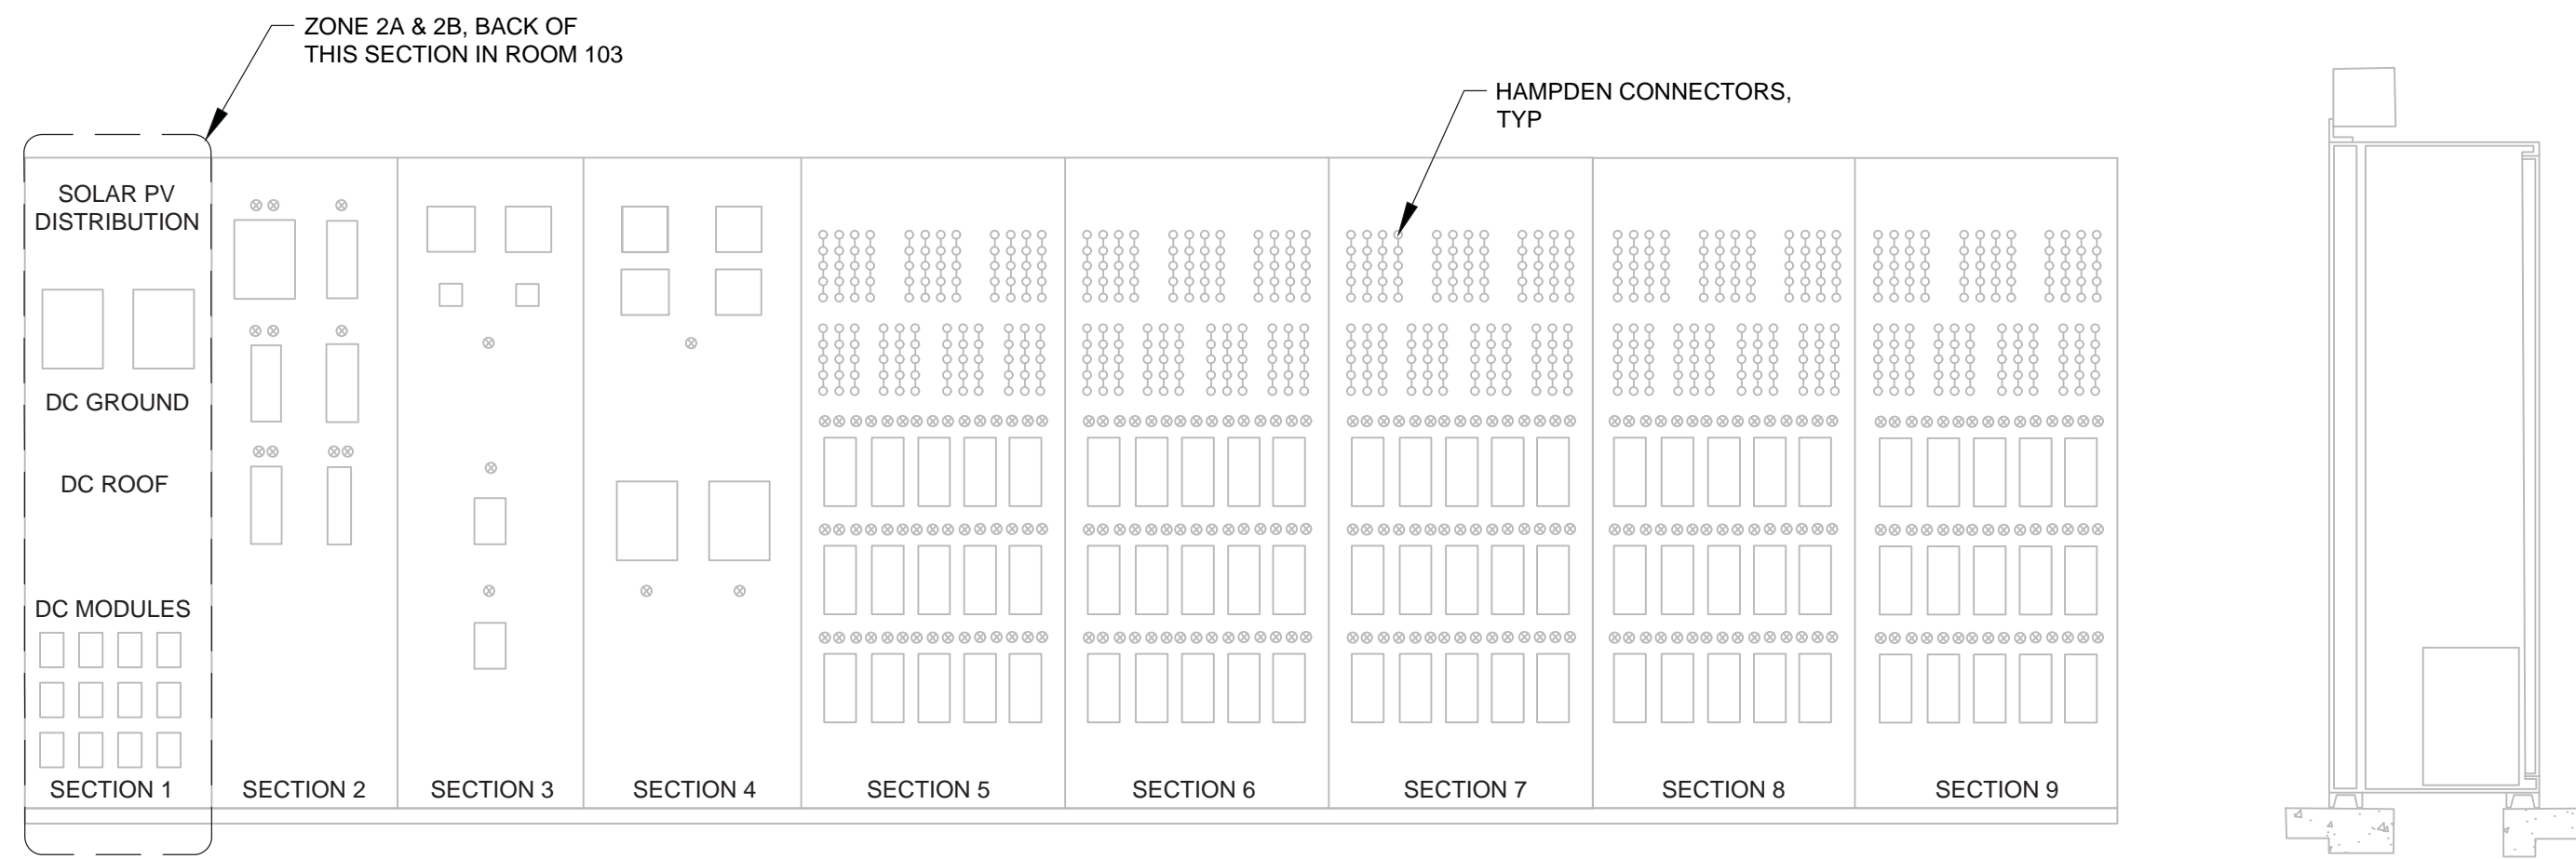 ZONE 2A & 2B, BACK OF
THIS SECTION IN ROOM 103
HAMPDEN CONNECTORS,
TYP
SOLAR PV
DISTRIBUTION
DC GROUND
DC ROOF
DC MODULES
SECTION 1
SECTION 2
SECTION 3
SECTION 4
SECTION 5
SECTION 6
SECTION 7
SECTION 8
SECTION 9